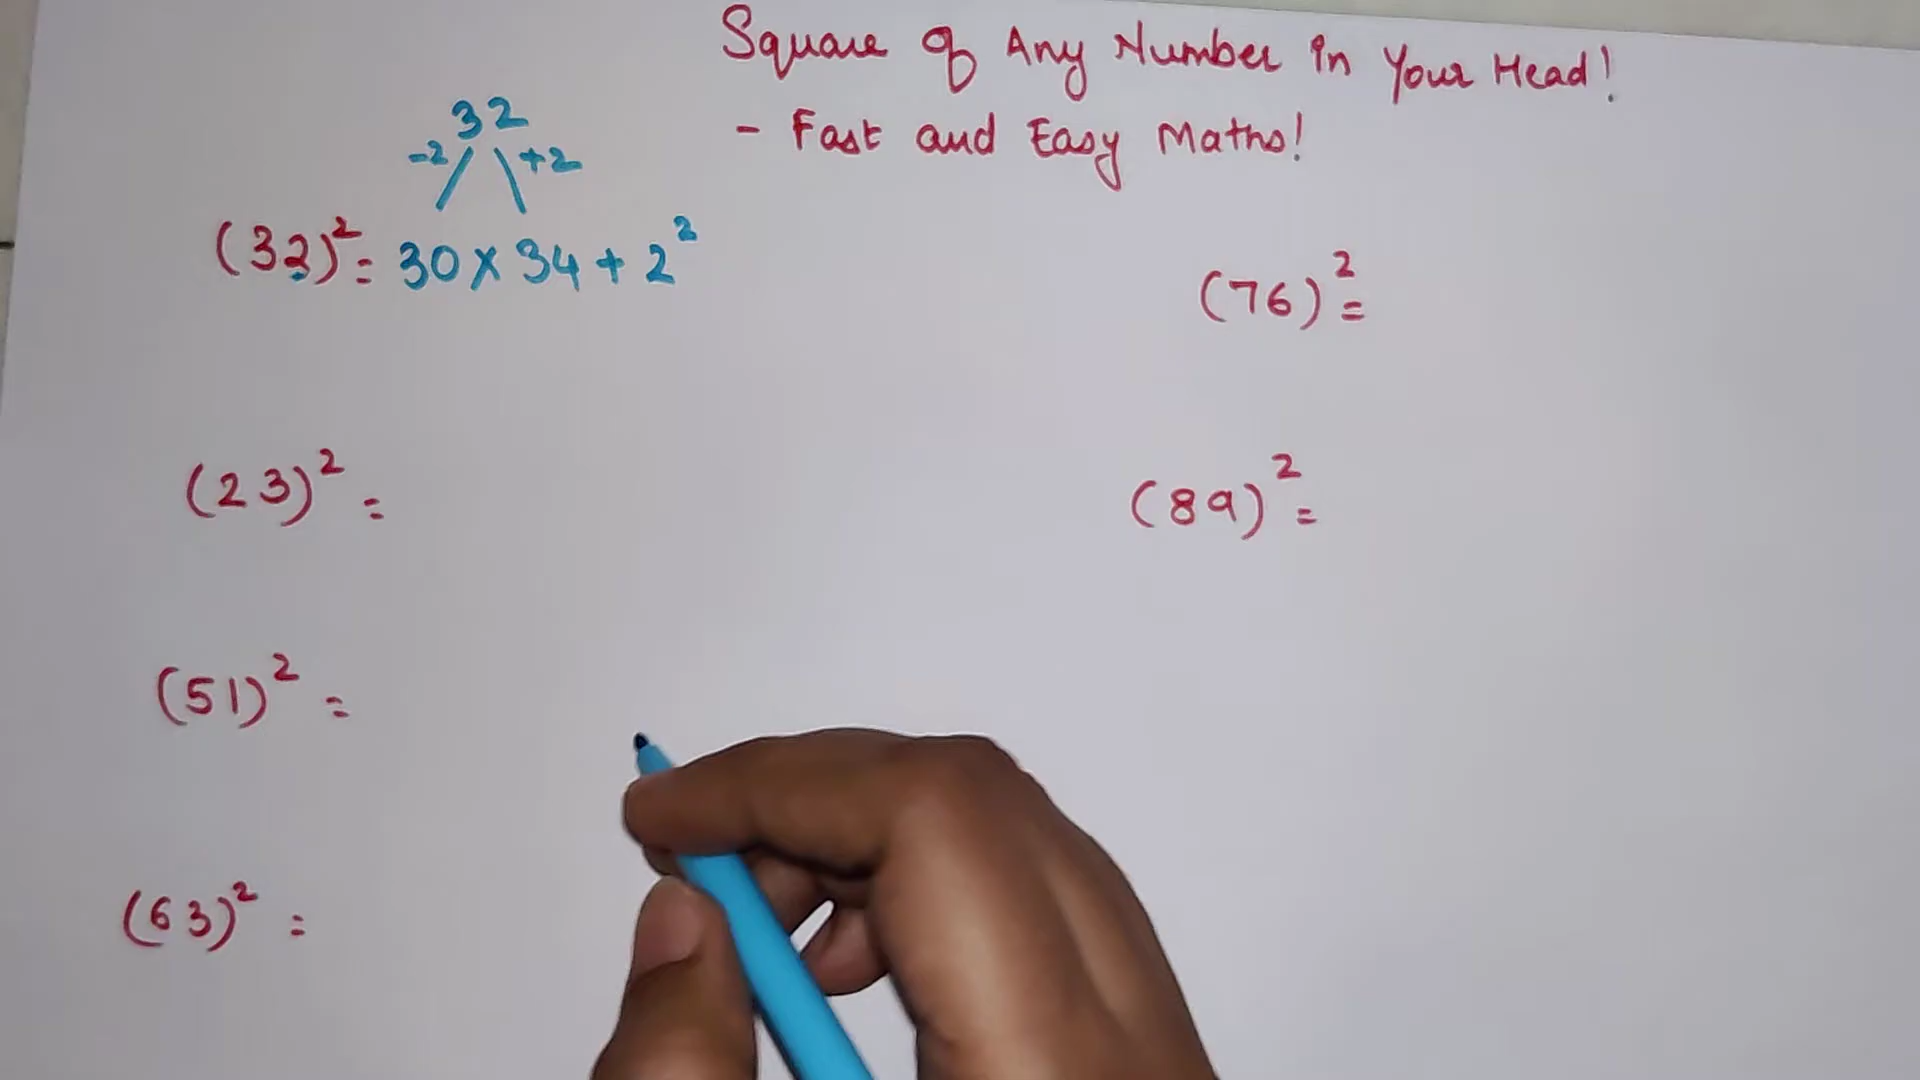 Square of Any Number in Your Head!
- Fast and Easy Maths!
32
-2 +2
(32)² = 30 x 34 + 2²
(76)² =
(23)² =
(89)² =
(51)² =
(63)² =